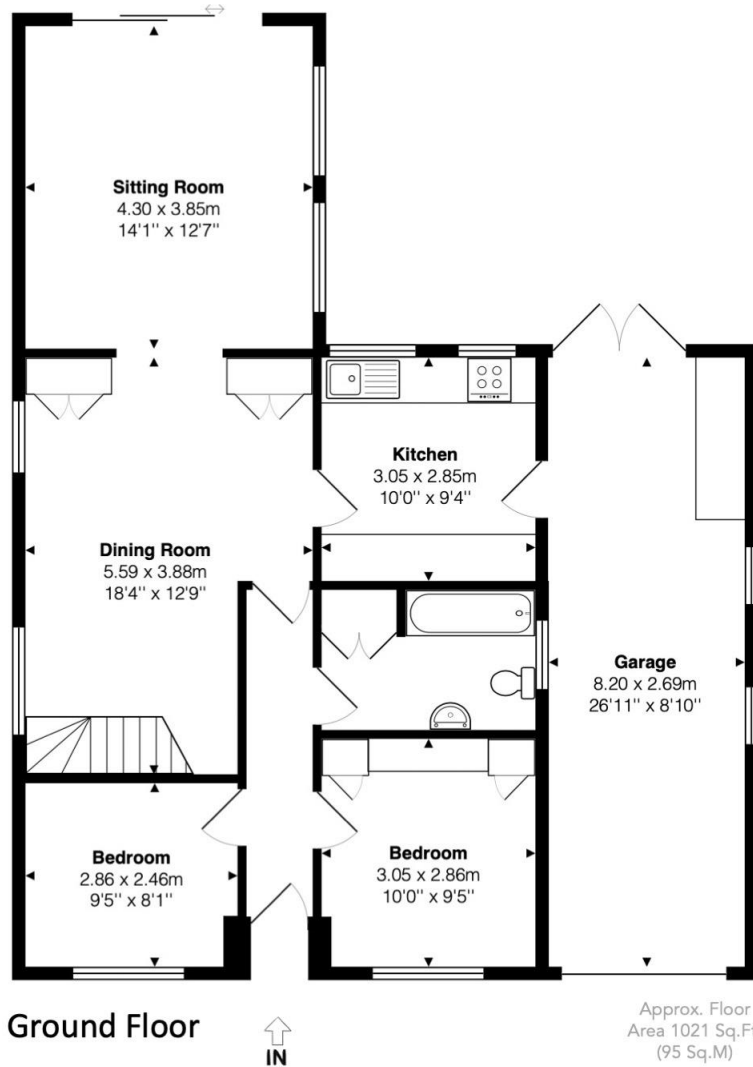 Sitting Room
4.30 x 3.85m
14'1'' x 12'7''
Kitchen
3.05 x 2.85m
10'0'' x 9'4''
Dining Room
5.59 x 3.88m
18'4'' x 12'9''
Garage
8.20 x 2.69m
26'11'' x 8'10''
Bedroom
2.86 x 2.46m
9'5'' x 8'1''
Bedroom
3.05 x 2.86m
10'0'' x 9'5''
Ground Floor
IN
Approx. Floor
Area 1021 Sq.Ft
(95 Sq.M)